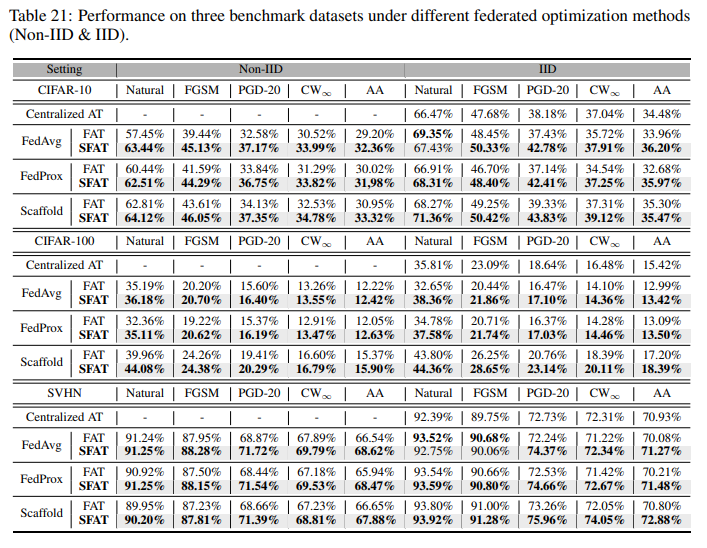 Table 21: Performance on three benchmark datasets under different federated optimization methods
(Non-IID & IID).
Setting Non-IID IID
CIFAR-10 Natural FGSM PGD-20 CW∞ AA Natural FGSM PGD-20 CW∞ AA
Centralized AT - - - - - 66.47% 47.68% 38.18% 37.04% 34.48%
FedAvg FAT 57.45% 39.44% 32.58% 30.52% 29.20% 69.35% 48.45% 37.43% 35.72% 33.96%
SFAT 63.44% 45.13% 37.17% 33.99% 32.36% 67.43% 50.33% 42.78% 37.91% 36.20%
FedProx FAT 60.44% 41.59% 33.84% 31.29% 30.02% 66.91% 46.70% 37.14% 34.54% 32.68%
SFAT 62.51% 44.29% 36.75% 33.82% 31,98% 68.31% 48.40% 42.41% 37.25% 35.97%
Scaffold FAT 62.81% 43.61% 34.13% 32.53% 30.95% 68.27% 49.25% 39.33% 37.31% 35.30%
SFAT 64.12% 46.05% 37.35% 34.78% 33.32% 71.36% 50.42% 43.83% 39.12% 35.47%
CIFAR-100 Natural FGSM PGD-20 CW∞ AA Natural FGSM PGD-20 CW∞ AA
Centralized AT - - - - - 35.81% 23.09% 18.64% 16.48% 15.42%
FedAvg FAT 35.19% 20.20% 15.60% 13.26% 12.22% 32.65% 20.44% 16.47% 14.10% 12.99%
SFAT 36.18% 20.70% 16.40% 13.55% 12.42% 38.36% 21.86% 17.10% 14.36% 13.42%
FedProx FAT 32.36% 19.22% 15.37% 12.91% 12.05% 34.78% 20.71% 16.37% 14.28% 13.09%
SFAT 35.11% 20.62% 16.19% 13.47% 12.63% 37.58% 21.74% 17.03% 14.46% 13.50%
Scaffold FAT 39.96% 24.26% 19.41% 16.60% 15.37% 43.80% 26.25% 20.76% 18.39% 17.20%
SFAT 44.08% 24.38% 20.29% 16.79% 15.90% 44.36% 28.65% 23.14% 20.11% 18.39%
SVHN Natural FGSM PGD-20 CW∞ AA Natural FGSM PGD-20 CW∞ AA
Centralized AT - - - - - 92.39% 89.75% 72.73% 72.31% 70.93%
FedAvg FAT 91.24% 87.95% 68.87% 67.89% 66.54% 93.52% 90.68% 72.24% 71.22% 70.08%
SFAT 91.25% 88.28% 71.72% 69.79% 68.62% 92.75% 90.06% 74.37% 72.34% 71.27%
FedProx FAT 90.92% 87.50% 68.44% 67.18% 65.94% 93.54% 90.66% 72.53% 71.42% 70.21%
SFAT 91.25% 88.15% 71.54% 69.53% 68.47% 93.59% 90.80% 74.66% 72.67% 71.48%
Scaffold FAT 89.95% 87.23% 68.66% 67.23% 66.65% 93.80% 91.00% 73.26% 72.05% 70.80%
SFAT 90.20% 87.81% 71.39% 68.81% 67.88% 93.92% 91.28% 75.96% 74.05% 72.88%